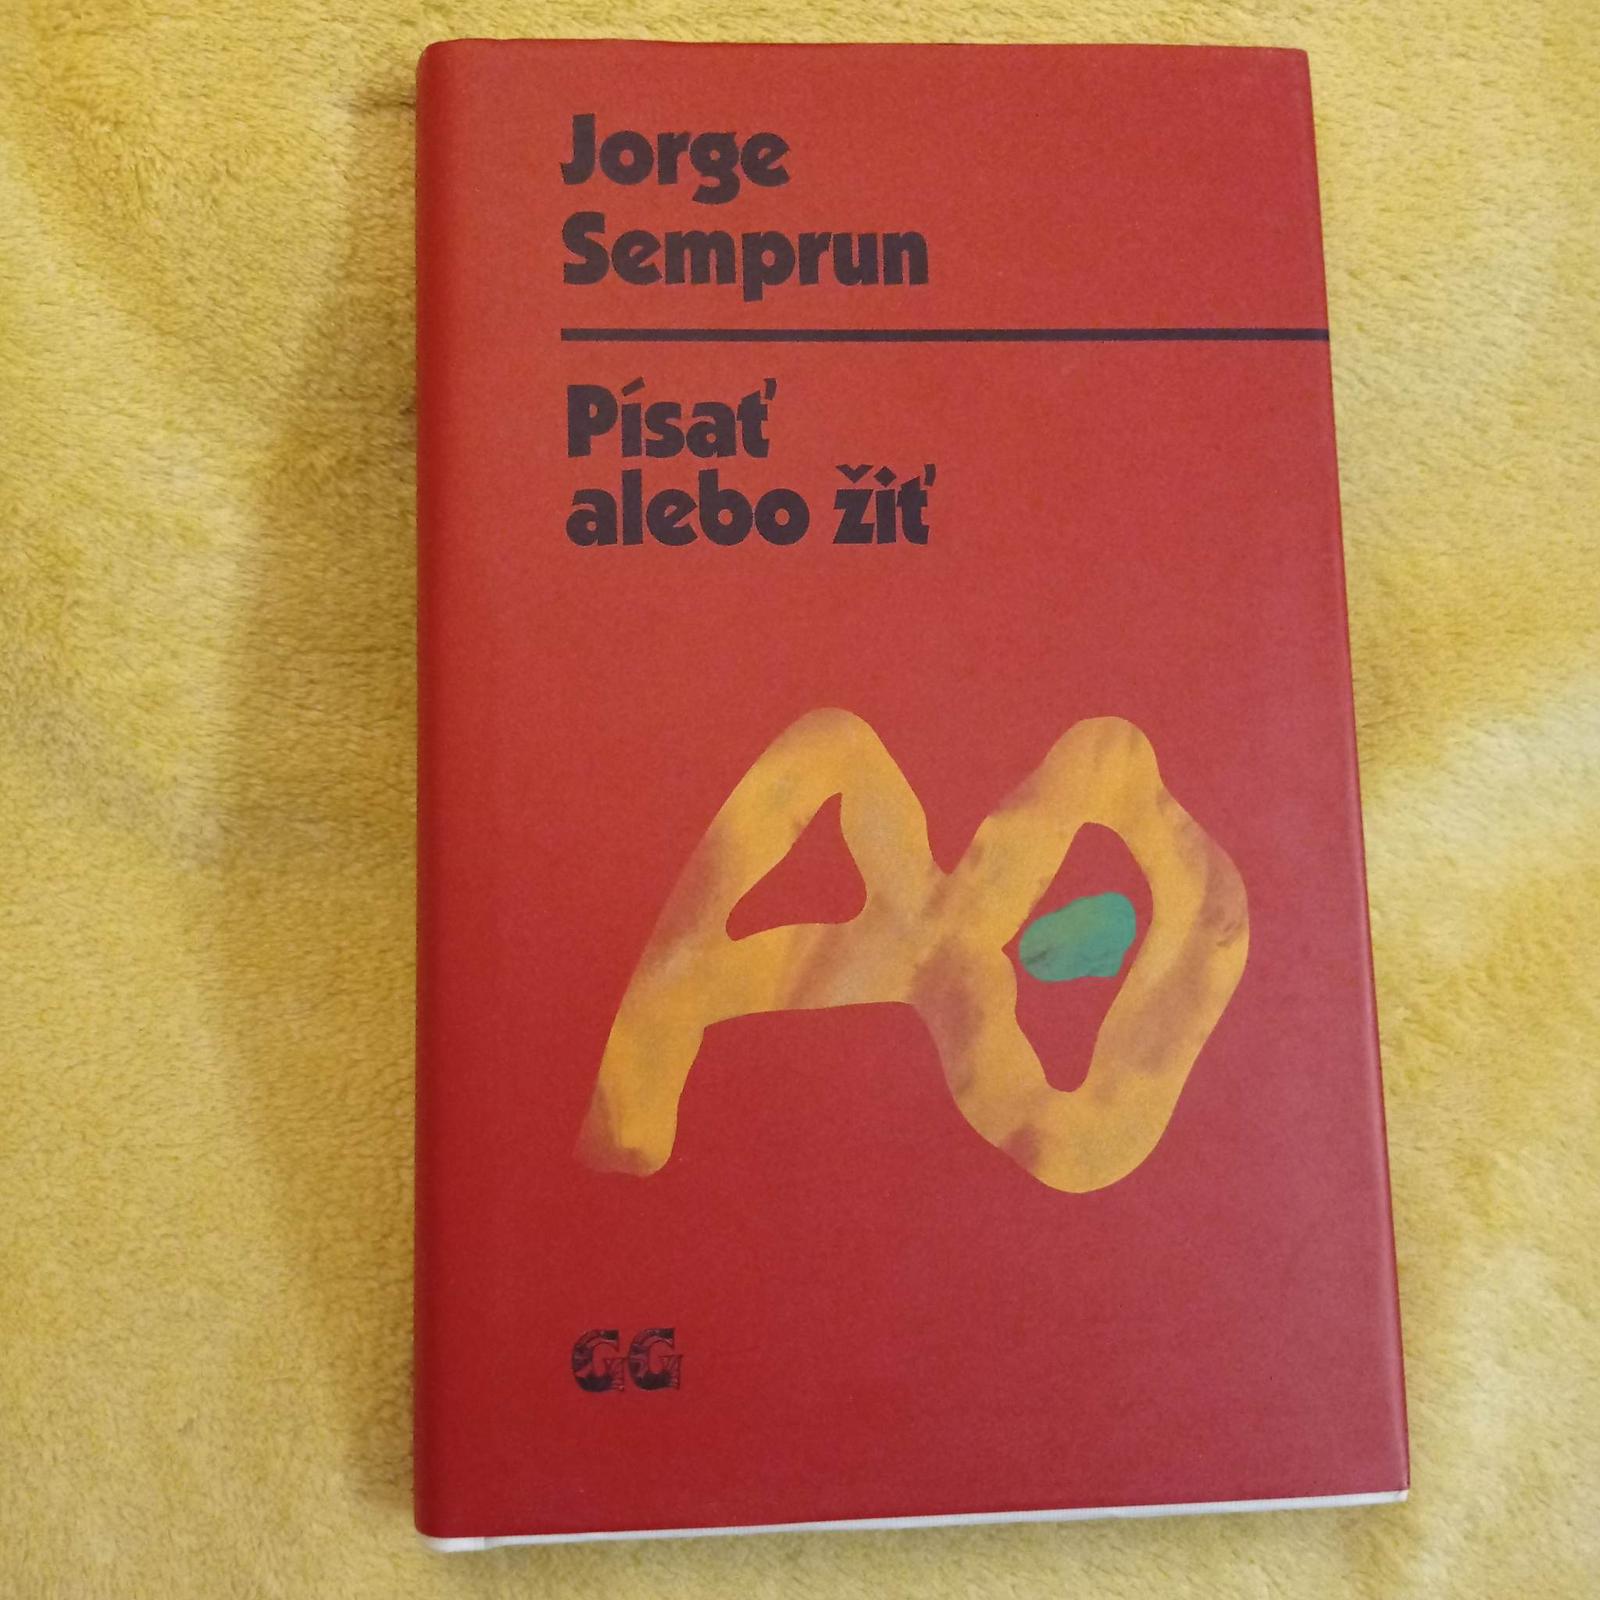 Jorge
Semprun
Písať
alebo žiť
GG